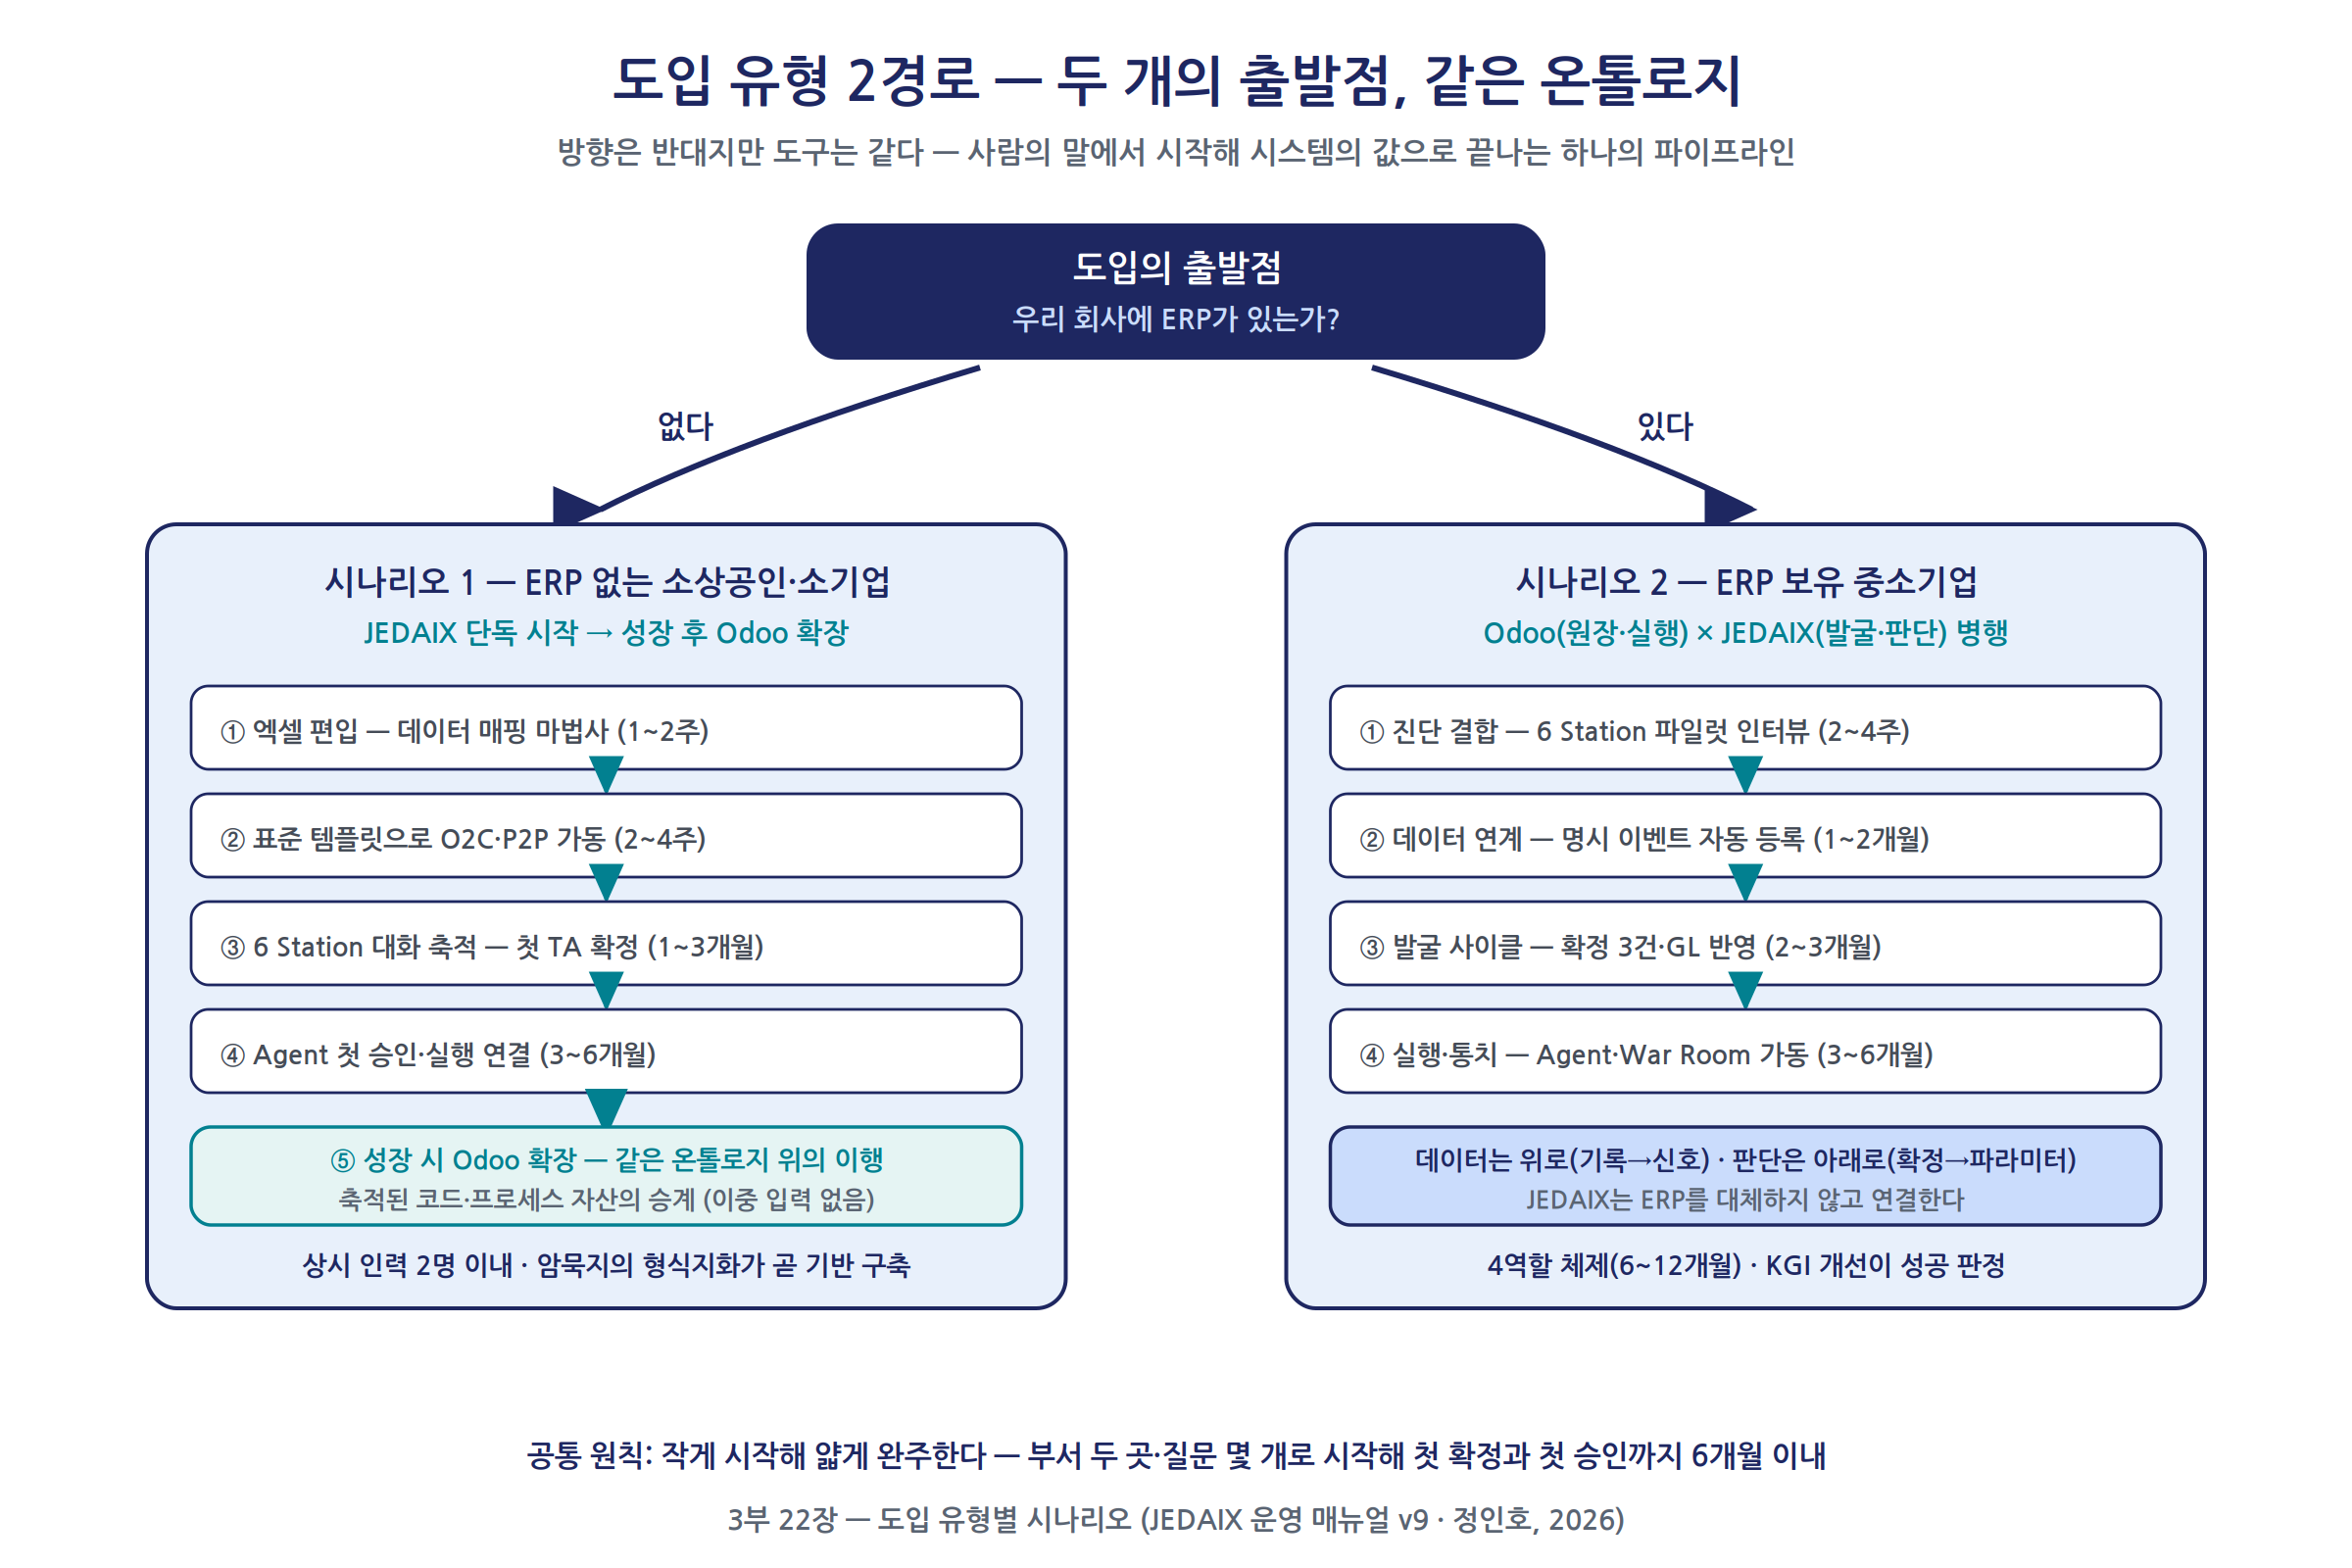 도입 유형 2경로 — 두 개의 출발점, 같은 온톨로지
방향은 반대지만 도구는 같다 — 사람의 말에서 시작해 시스템의 값으로 끝나는 하나의 파이프라인
도입의 출발점
우리 회사에 ERP가 있는가?
없다
있다
시나리오 1 — ERP 없는 소상공인·소기업
JEDAIX 단독 시작 → 성장 후 Odoo 확장
① 엑셀 편입 — 데이터 매핑 마법사 (1~2주)
② 표준 템플릿으로 O2C·P2P 가동 (2~4주)
③ 6 Station 대화 축적 — 첫 TA 확정 (1~3개월)
④ Agent 첫 승인·실행 연결 (3~6개월)
⑤ 성장 시 Odoo 확장 — 같은 온톨로지 위의 이행
축적된 코드·프로세스 자산의 승계 (이중 입력 없음)
상시 인력 2명 이내 · 암묵지의 형식지화가 곧 기반 구축
시나리오 2 — ERP 보유 중소기업
Odoo(원장·실행) × JEDAIX(발굴·판단) 병행
① 진단 결합 — 6 Station 파일럿 인터뷰 (2~4주)
② 데이터 연계 — 명시 이벤트 자동 등록 (1~2개월)
③ 발굴 사이클 — 확정 3건·GL 반영 (2~3개월)
④ 실행·통치 — Agent·War Room 가동 (3~6개월)
데이터는 위로(기록→신호) · 판단은 아래로(확정→파라미터)
JEDAIX는 ERP를 대체하지 않고 연결한다
4역할 체제(6~12개월) · KGI 개선이 성공 판정
공통 원칙: 작게 시작해 얇게 완주한다 — 부서 두 곳·질문 몇 개로 시작해 첫 확정과 첫 승인까지 6개월 이내
3부 22장 — 도입 유형별 시나리오 (JEDAIX 운영 매뉴얼 v9 · 정인호, 2026)